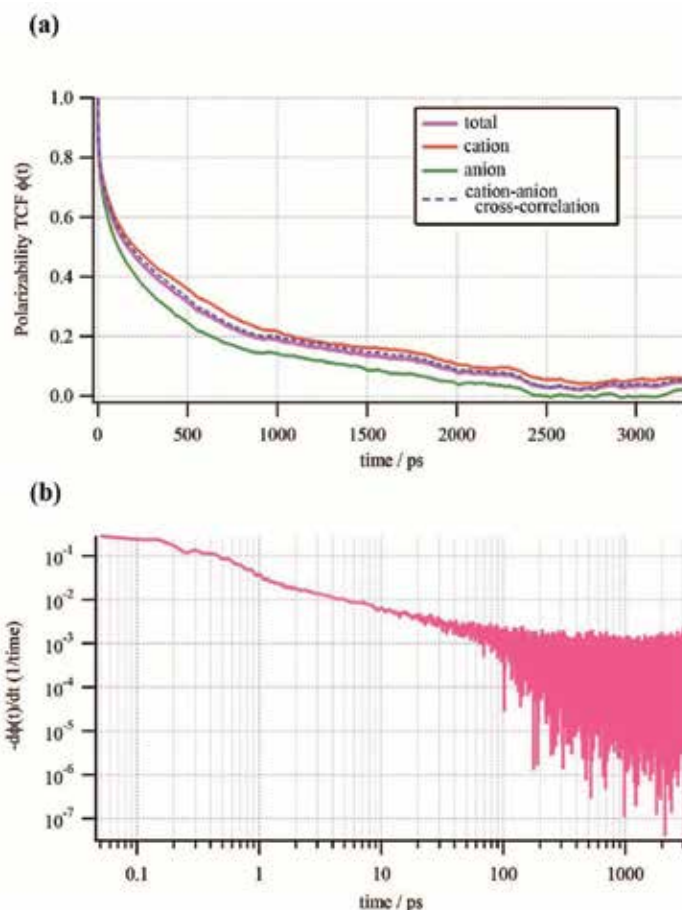 (a)
Polarizability TCF ϕ(t)
1.0
0.8
0.6
0.4
0.2
0.0
total
cation
anion
cation-anion
cross-correlation
0 500 1000 1500 2000 2500 3000
time / ps
(b)
-dϕ(t)/dt (1/time)
10⁻¹
10⁻²
10⁻³
10⁻⁴
10⁻⁵
10⁻⁶
10⁻⁷
0.1 1 10 100 1000
time / ps